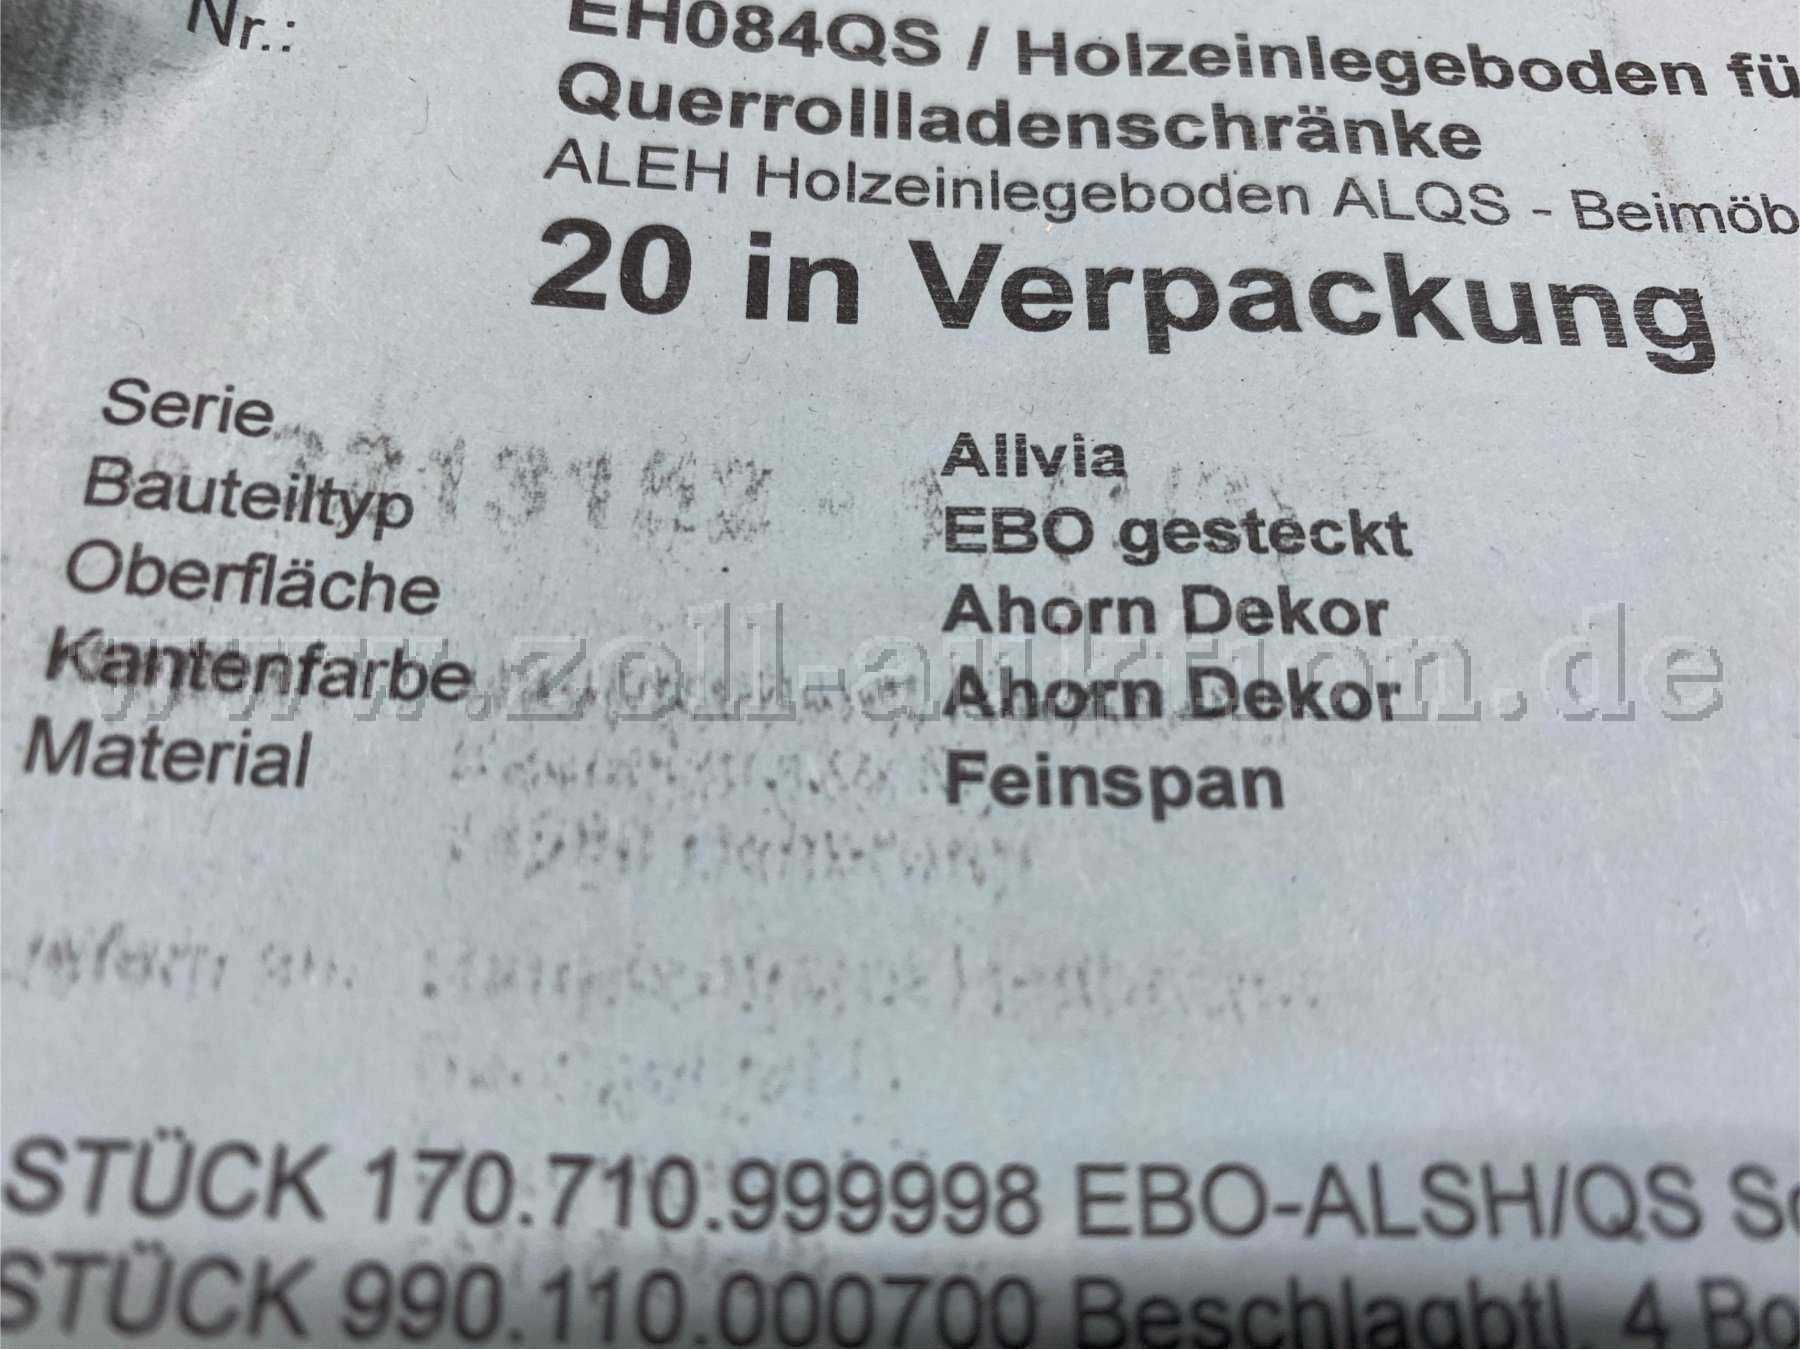 Nr.:
EH084QS / Holzeinlegeboden fü
Querrollladenschränke
ALEH Holzeinlegeboden ALQS - Beimöb
20 in Verpackung
Serie Allvia
Bauteiltyp EBO gesteckt
Oberfläche Ahorn Dekor
Kantenfarbe Ahorn Dekor
Material Feinspan
www.zoll-auktion.de
STÜCK 170.710.999998 EBO-ALSH/QS
STÜCK 990.110.000700 Beschlagbtl. 4